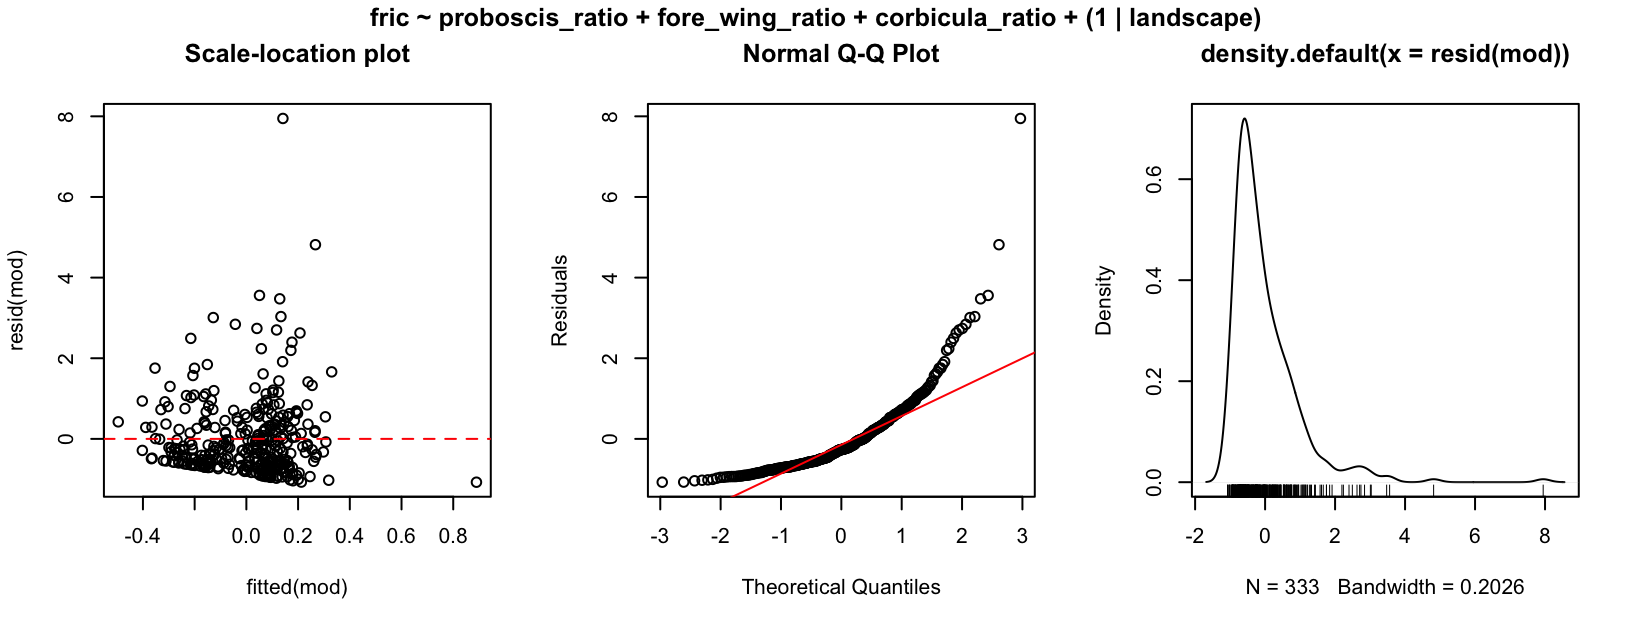 fric ~ proboscis_ratio + fore_wing_ratio + corbicula_ratio + (1 | landscape)
Scale-location plot
resid(mod)
0 2 4 6 8
-0.4 0.0 0.2 0.4 0.6 0.8
fitted(mod)
Normal Q-Q Plot
Residuals
0 2 4 6 8
-3 -2 -1 0 1 2 3
Theoretical Quantiles
density.default(x = resid(mod))
Density
0.0 0.2 0.4 0.6
-2 0 2 4 6 8
N = 333 Bandwidth = 0.2026